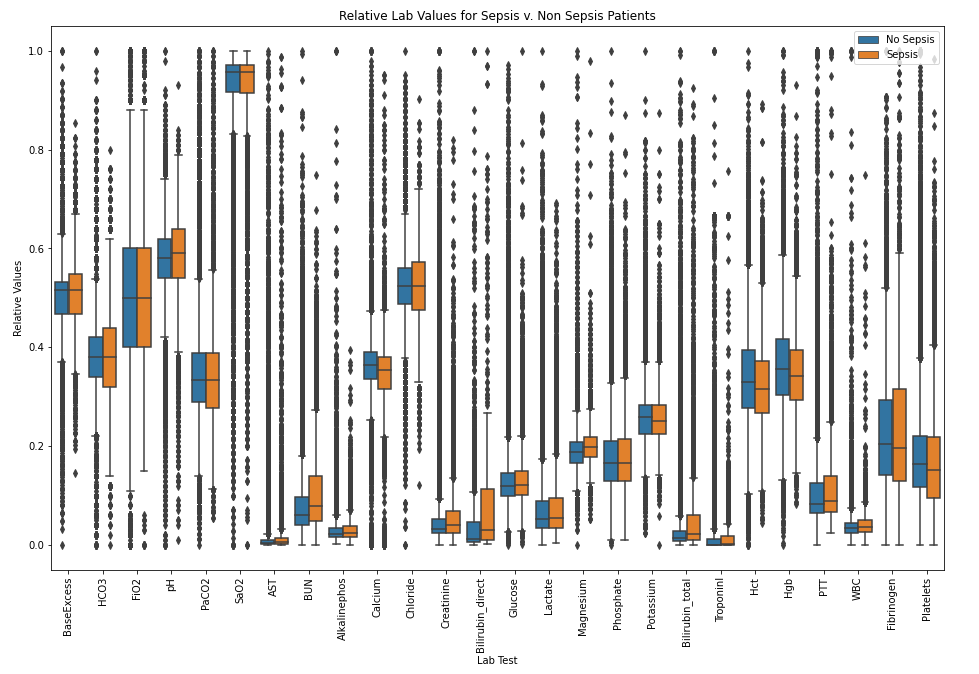 Relative Lab Values for Sepsis v. Non Sepsis Patients
No Sepsis
Sepsis
Relative Values
1.0
0.8
0.6
0.4
0.2
0.0
BaseExcess
HCO3
FiO2
pH
PaCO2
SaO2
AST
BUN
Alkalinephos
Calcium
Chloride
Creatinine
Bilirubin_direct
Glucose
Lactate
Magnesium
Phosphate
Potassium
Bilirubin_total
TroponinI
Hct
Hgb
PTT
WBC
Fibrinogen
Platelets
Lab Test